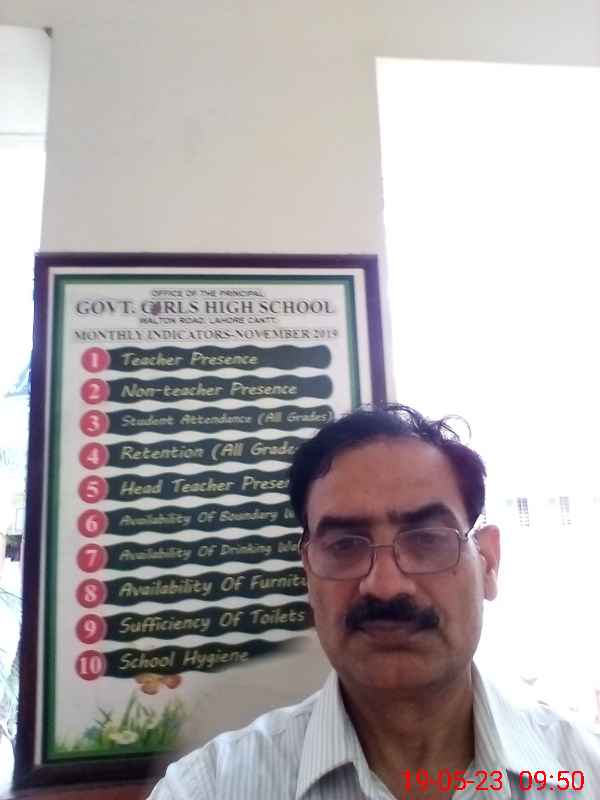 OFFICE OF THE PRINCIPAL
GOVT. GIRLS HIGH SCHOOL
WALTON ROAD, LAHORE CANTT.
MONTHLY INDICATORS-NOVEMBER 2019
1 Teacher Presence
2 Non-teacher Presence
3 Student Attendance (All Grades)
4 Retention (All
5 Head Teacher
6 Availability Of Boundary
7 Availability Of Drinking
8 Availability Of
9 Sufficiency Of Toilets
10 School Hygiene
19-05-23 09:50